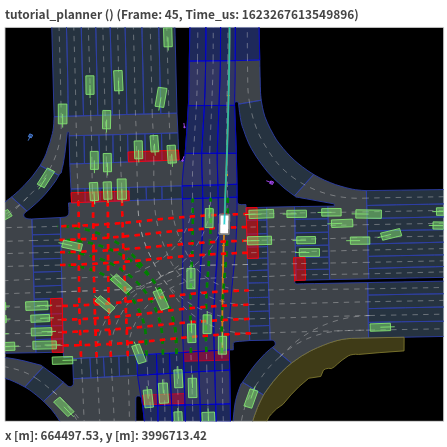 tutorial_planner () (Frame: 45, Time_us: 1623267613549896)
x [m]: 664497.53, y [m]: 3996713.42